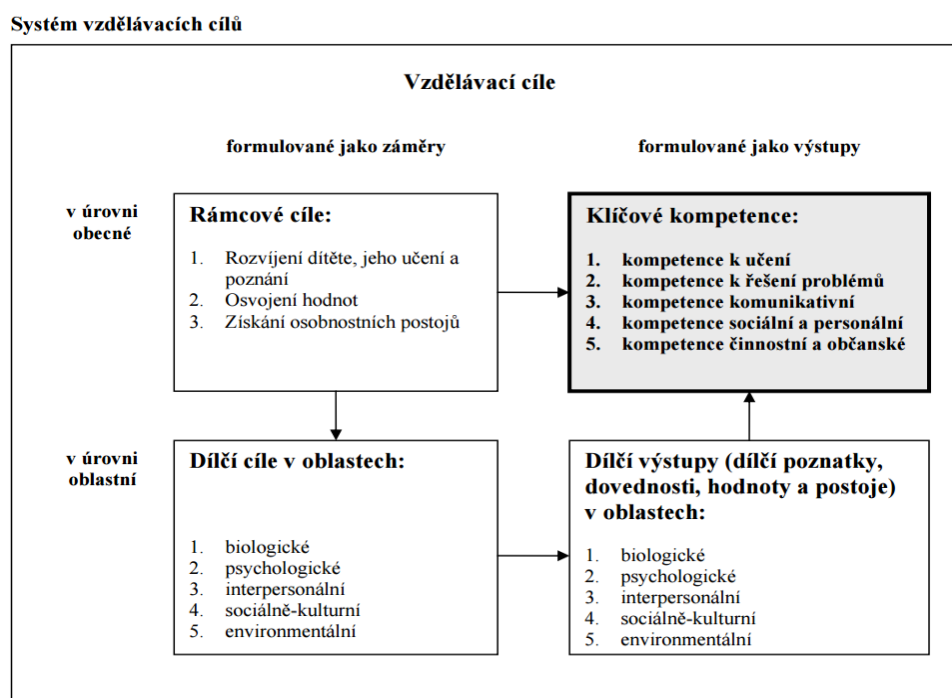 Systém vzdělávacích cílů
Vzdělávací cíle
formulované jako záměry
formulované jako výstupy
v úrovni
obecné
Rámcové cíle:
1. Rozvíjení dítěte, jeho učení a
poznání
2. Osvojení hodnot
3. Získání osobnostních postojů
Klíčové kompetence:
1. kompetence k učení
2. kompetence k řešení problémů
3. kompetence komunikativní
4. kompetence sociální a personální
5. kompetence činnostní a občanské
v úrovni
oblastní
Dílčí cíle v oblastech:
1. biologické
2. psychologické
3. interpersonální
4. sociálně-kulturní
5. environmentální
Dílčí výstupy (dílčí poznatky,
dovednosti, hodnoty a postoje)
v oblastech:
1. biologické
2. psychologické
3. interpersonální
4. sociálně-kulturní
5. environmentální